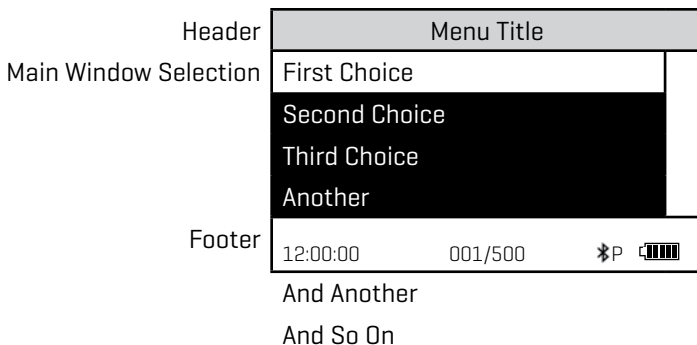 Header Menu Title
Main Window Selection First Choice
Second Choice
Third Choice
Another
Footer 12:00:00 001/500 P
And Another
And So On